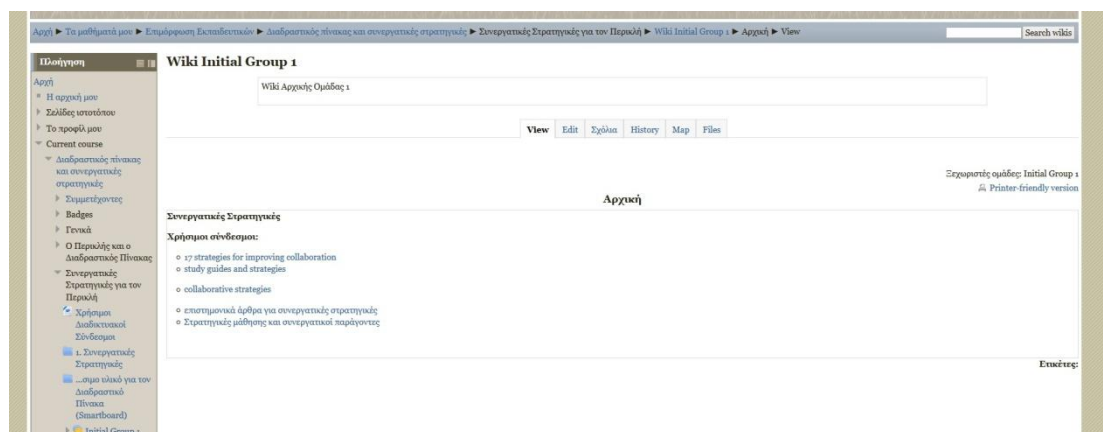 Αρχή ► Τα μαθήματά μου ► Επιμόρφωση Εκπαιδευτικών ► Διαδραστικός πίνακας και συνεργατικές στρατηγικές ► Συνεργατικές Στρατηγικές για τον Περικλή ► Wiki Initial Group 1 ► Αρχική ► View
Search wikis
Πλοήγηση
Αρχή
Η αρχική μου
Σελίδες ιστοτόπου
Το προφίλ μου
Current course
Διαδραστικός πίνακας
και συνεργατικές
στρατηγικές
Συμμετέχοντες
Badges
Γενικά
Ο Περικλής και ο
Διαδραστικός Πίνακας
Συνεργατικές
Στρατηγικές για τον
Περικλή
Χρήσιμοι
Διαδικτυακοί
Σύνδεσμοι
1. Συνεργατικές
Στρατηγικές
...σιμο υλικό για τον
Διαδραστικό
Πίνακα
(Smartboard)
Initial Group 1
Wiki Initial Group 1
Wiki Αρχικής Ομάδας 1
View Edit Σχόλια History Map Files
Ξεχωριστές ομάδες: Initial Group 1
Printer-friendly version
Αρχική
Συνεργατικές Στρατηγικές
Χρήσιμοι σύνδεσμοι:
17 strategies for improving collaboration
study guides and strategies
collaborative strategies
επιστημονικά άρθρα για συνεργατικές στρατηγικές
Στρατηγικές μάθησης και συνεργατικοί παράγοντες
Ετικέτες: